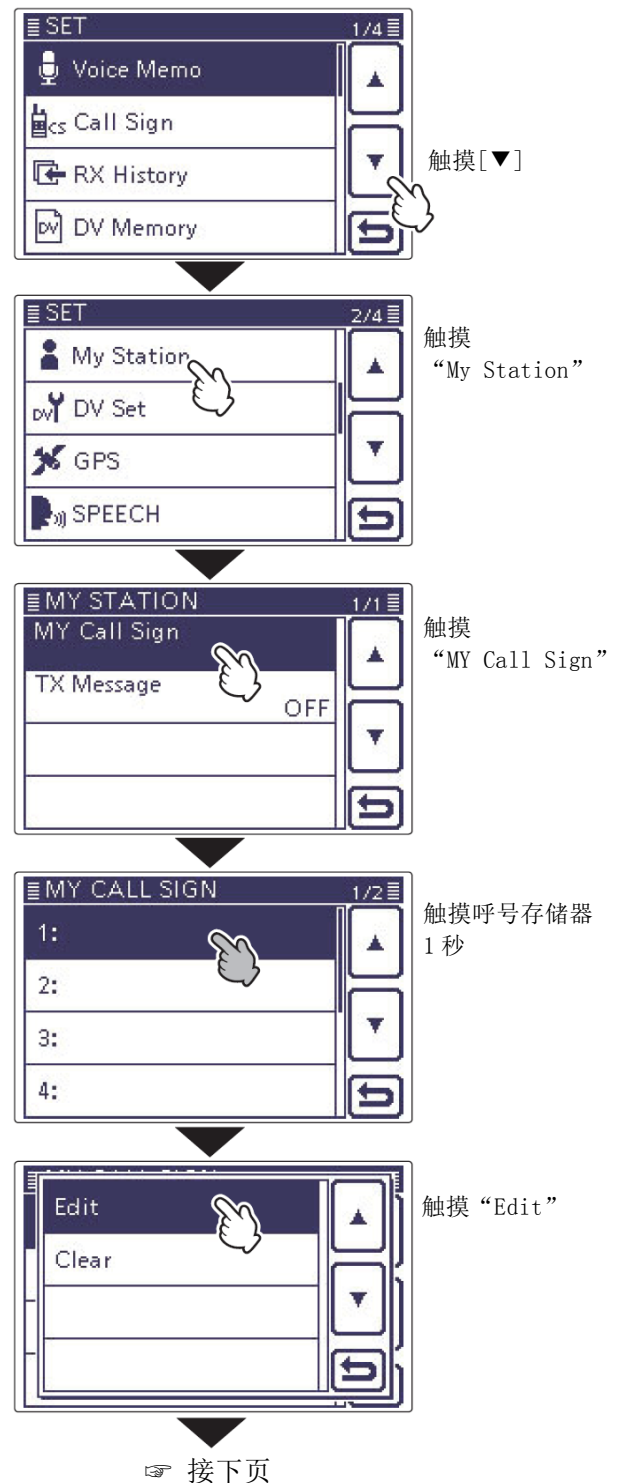 SET 1/4
Voice Memo
CS Call Sign
RX History
DV DV Memory
触摸[▼]
SET 2/4
My Station
DV DV Set
GPS
SPEECH
触摸
“My Station”
MY STATION 1/1
MY Call Sign
TX Message
OFF
触摸
“MY Call Sign”
MY CALL SIGN 1/2
1:
2:
3:
4:
触摸呼号存储器
1 秒
Edit
Clear
触摸“Edit”
☞ 接下页